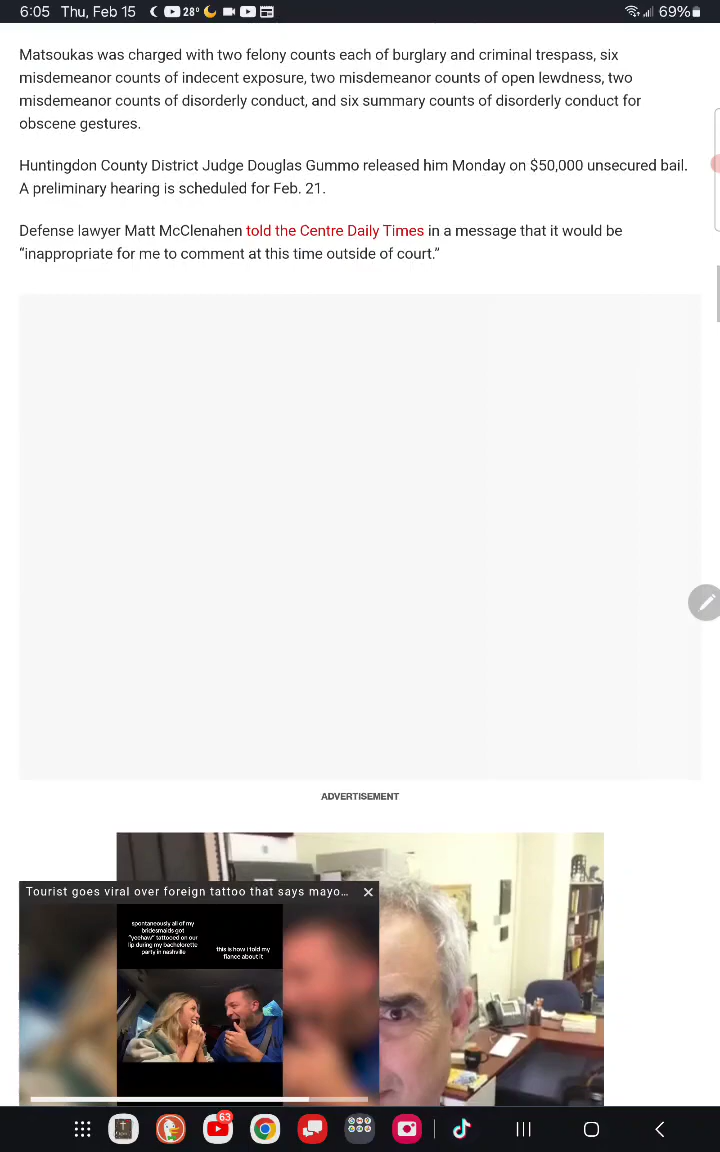 6:05 Thu, Feb 15 28° 69%
Matsoukas was charged with two felony counts each of burglary and criminal trespass, six
misdemeanor counts of indecent exposure, two misdemeanor counts of open lewdness, two
misdemeanor counts of disorderly conduct, and six summary counts of disorderly conduct for
obscene gestures.
Huntingdon County District Judge Douglas Gummo released him Monday on $50,000 unsecured bail.
A preliminary hearing is scheduled for Feb. 21.
Defense lawyer Matt McClenahen told the Centre Daily Times in a message that it would be
“inappropriate for me to comment at this time outside of court.”
ADVERTISEMENT
Tourist goes viral over foreign tattoo that says mayo...
spontaneously all of my
bridesmaids got
"yeehaw" tattooed on our
lip during my bachelorette
party in nashville
this is how i told my
fiance about it
63